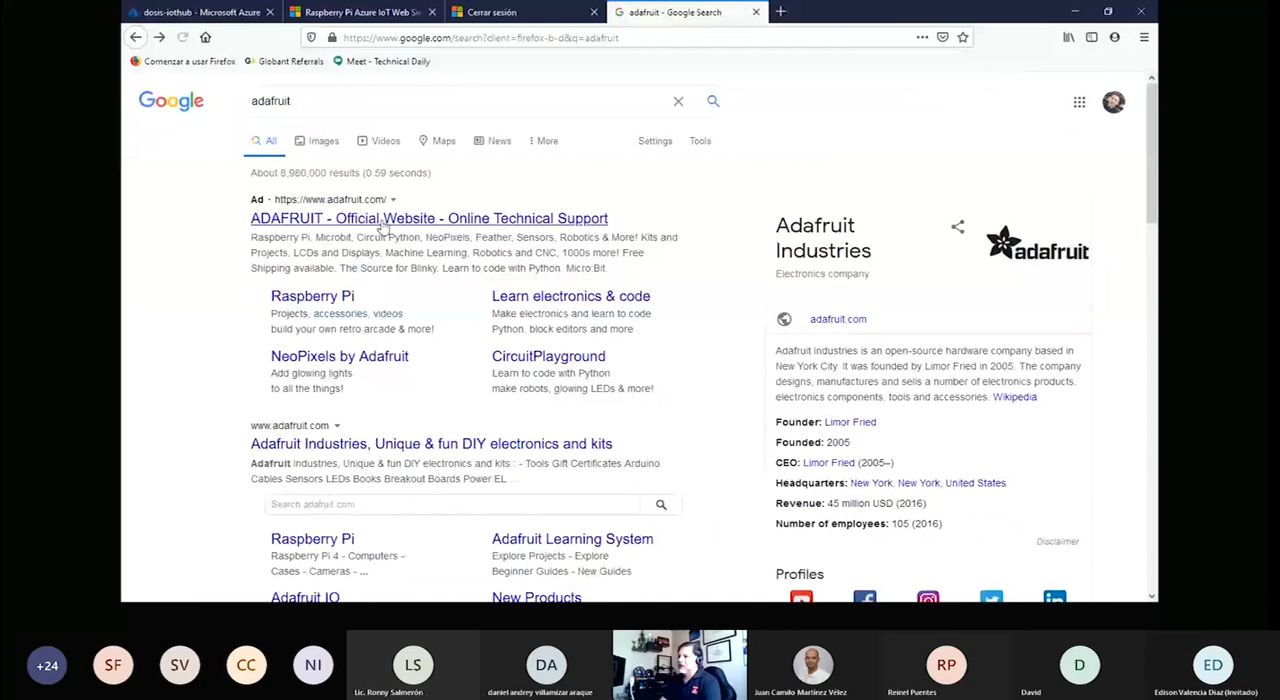 dosis-iothub - Microsoft Azure
Raspberry Pi Azure IoT Web Si
Cerrar sesión
adafruit - Google Search
https://www.google.com/search?client=firefox-b-d&q=adafruit
Comenzar a usar Firefox
Globant Referrals
Meet - Technical Daily
Google
adafruit
All
Images
Videos
Maps
News
More
Settings
Tools
About 8,980,000 results (0.59 seconds)
Ad · https://www.adafruit.com/
ADAFRUIT - Official Website - Online Technical Support
Raspberry Pi, Microbit, Circuit Python, NeoPixels, Feather, Sensors, Robotics & More! Kits and
Projects, LCDs and Displays, Machine Learning, Robotics and CNC, 1000s more! Free
Shipping available. The Source for Blinky. Learn to code with Python. Micro:Bit
Raspberry Pi
Projects, accessories, videos
build your own retro arcade & more!
Learn electronics & code
Make electronics and learn to code
Python, block editors and more
NeoPixels by Adafruit
Add glowing lights
to all the things!
CircuitPlayground
Learn to code with Python
make robots, glowing LEDs & more!
www.adafruit.com
Adafruit Industries, Unique & fun DIY electronics and kits
Adafruit Industries, Unique & fun DIY electronics and kits : - Tools Gift Certificates Arduino
Cables Sensors LEDs Books Breakout Boards Power EL ...
Search adafruit.com
Raspberry Pi
Raspberry Pi 4 - Computers -
Cases - Cameras - ...
Adafruit Learning System
Explore Projects - Explore
Beginner Guides - New Guides
Adafruit IO
New Products
Adafruit
Industries
Electronics company
adafruit
adafruit.com
Adafruit Industries is an open-source hardware company based in
New York City. It was founded by Limor Fried in 2005. The company
designs, manufactures and sells a number of electronics products,
electronics components, tools and accessories. Wikipedia
Founder: Limor Fried
Founded: 2005
CEO: Limor Fried (2005–)
Headquarters: New York, New York, United States
Revenue: 45 million USD (2016)
Number of employees: 105 (2016)
Disclaimer
Profiles
+24
SF
SV
CC
NI
LS
Lic. Ronny Salmerón
DA
daniel andrey villamizar araque
Juan Camilo Martínez Vélez
RP
Reinel Puentes
D
David
ED
Edison Valencia Diaz (Invitado)